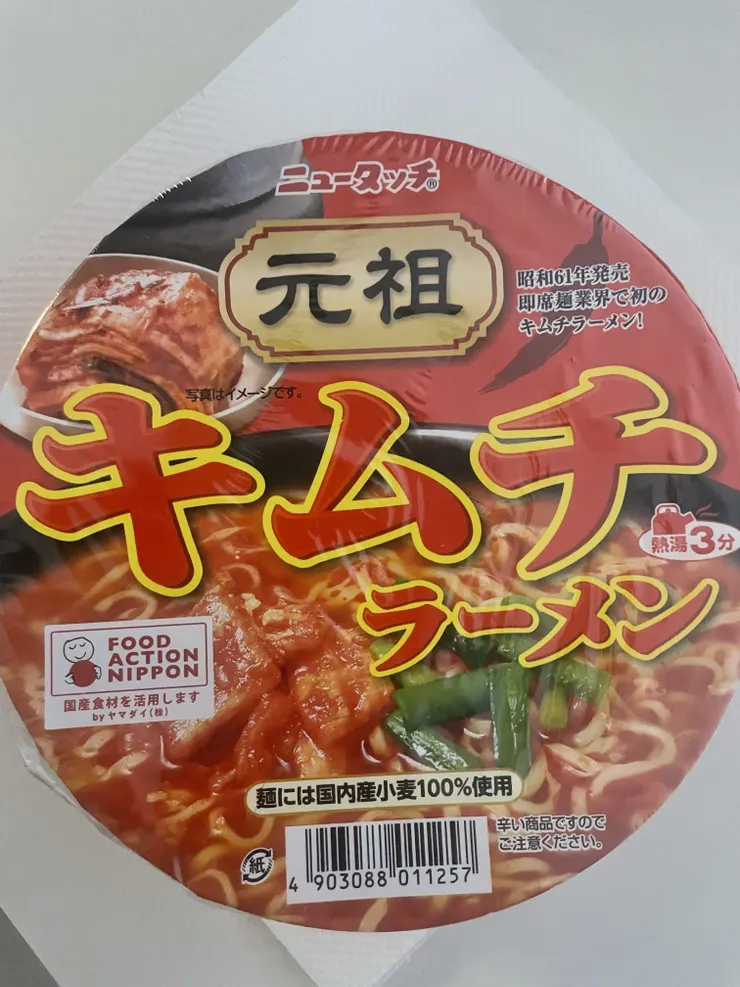 ニュータッチ®
元祖
昭和61年発売
即席麺業界で初の
キムチラーメン!
写真はイメージです。
キムチ
ラーメン
熱湯3分
FOOD
ACTION
NIPPON
国産食材を活用します
by ヤマダイ(株)
麺には国内産小麦100%使用
辛い商品ですので
ご注意ください。
紙
4 903088 011257